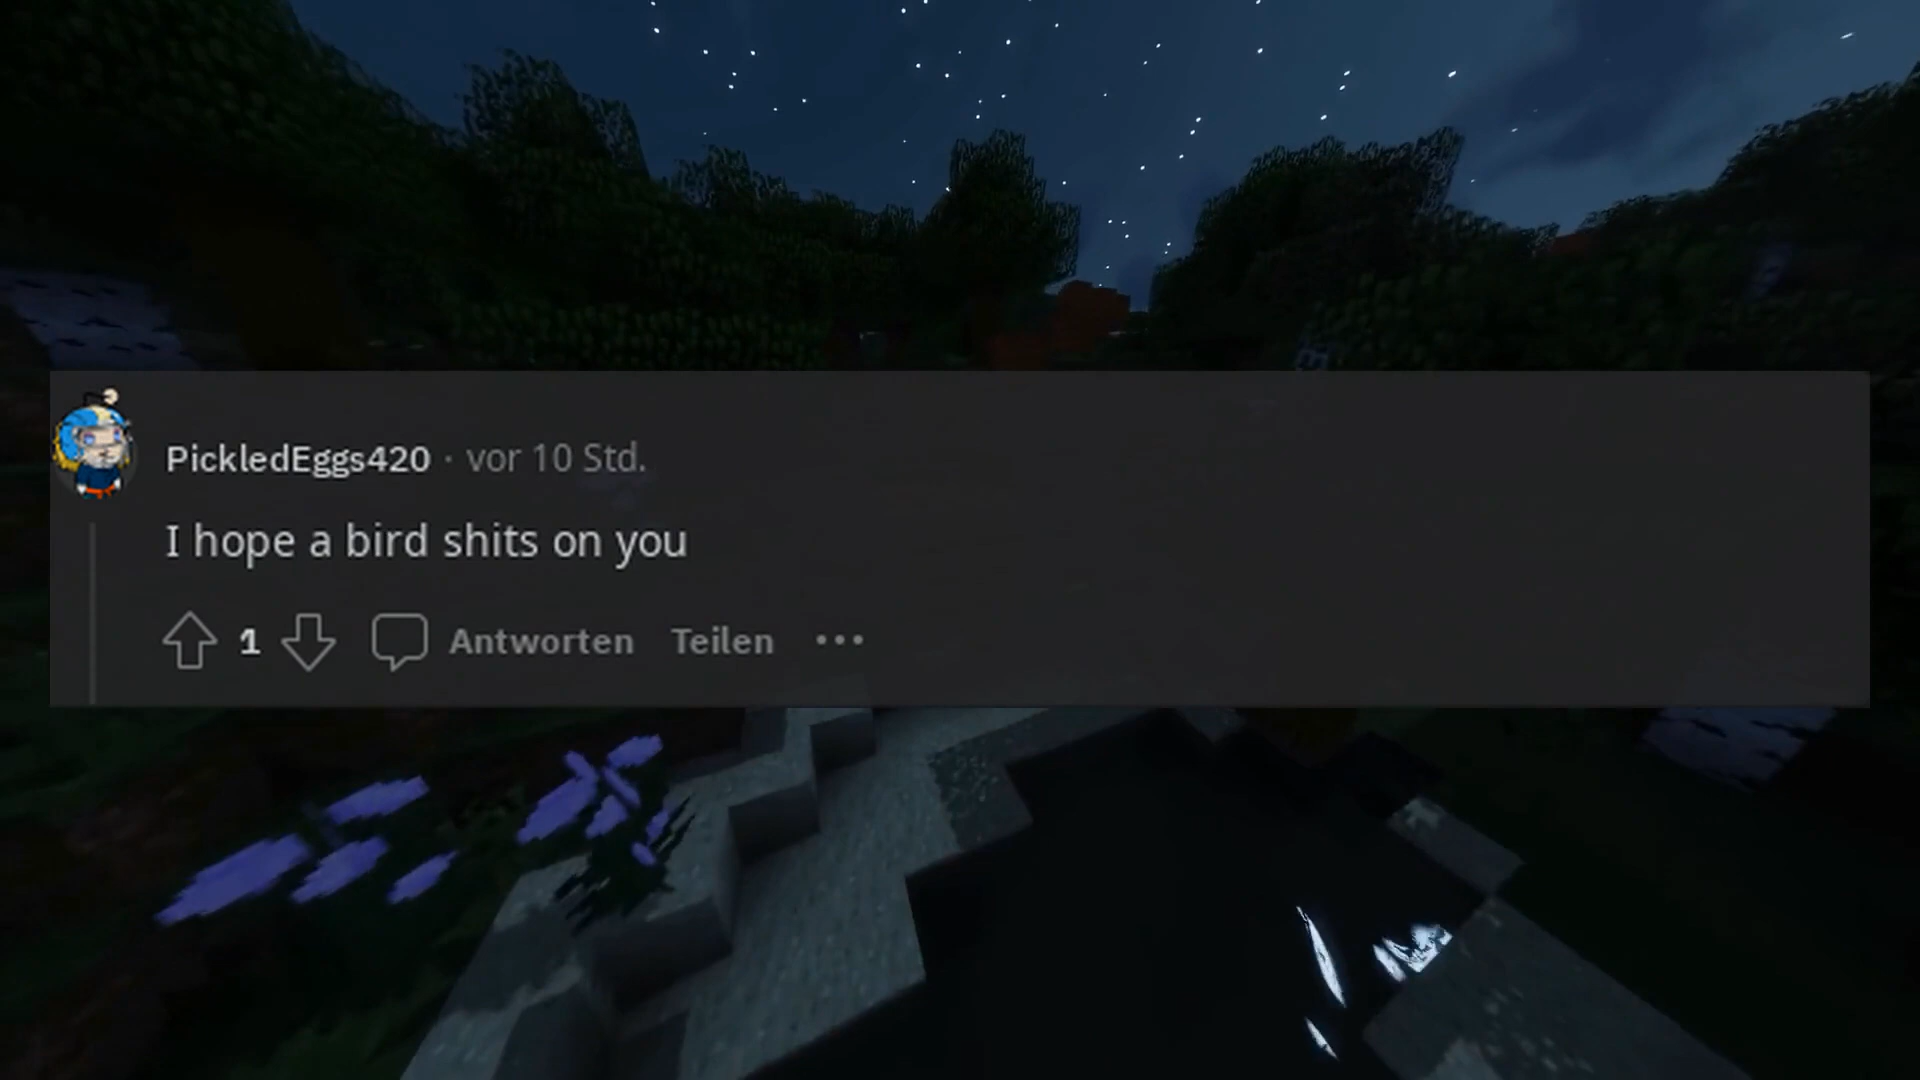 PickledEggs420 · vor 10 Std.
I hope a bird shits on you
1 Antworten Teilen •••